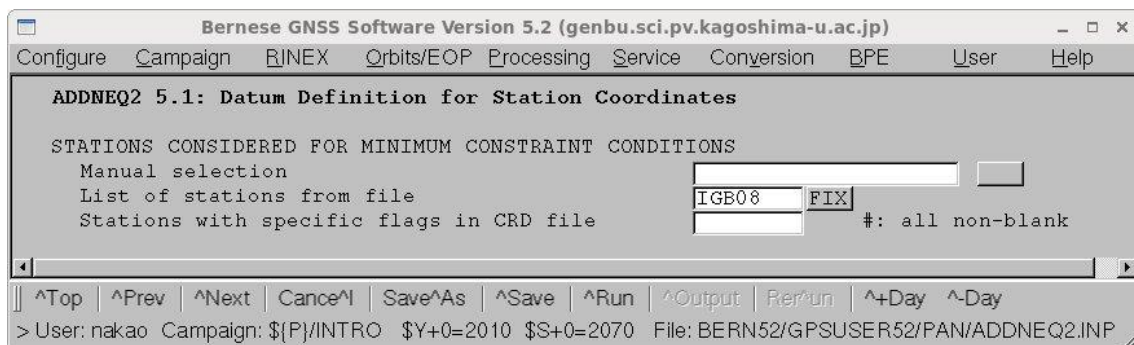 Bernese GNSS Software Version 5.2 (genbu.sci.pv.kagoshima-u.ac.jp)
Configure Campaign RINEX Orbits/EOP Processing Service Conversion BPE User Help
ADDNEQ2 5.1: Datum Definition for Station Coordinates
STATIONS CONSIDERED FOR MINIMUM CONSTRAINT CONDITIONS
Manual selection
List of stations from file IGB08 FIX
Stations with specific flags in CRD file #: all non-blank
^Top | ^Prev | ^Next | Cance^l | Save^As | ^Save | ^Run | ^Output | Rer^un | ^+Day ^-Day
> User: nakao Campaign: ${P}/INTRO $Y+0=2010 $S+0=2070 File: BERN52/GPSUSER52/PAN/ADDNEQ2.INP